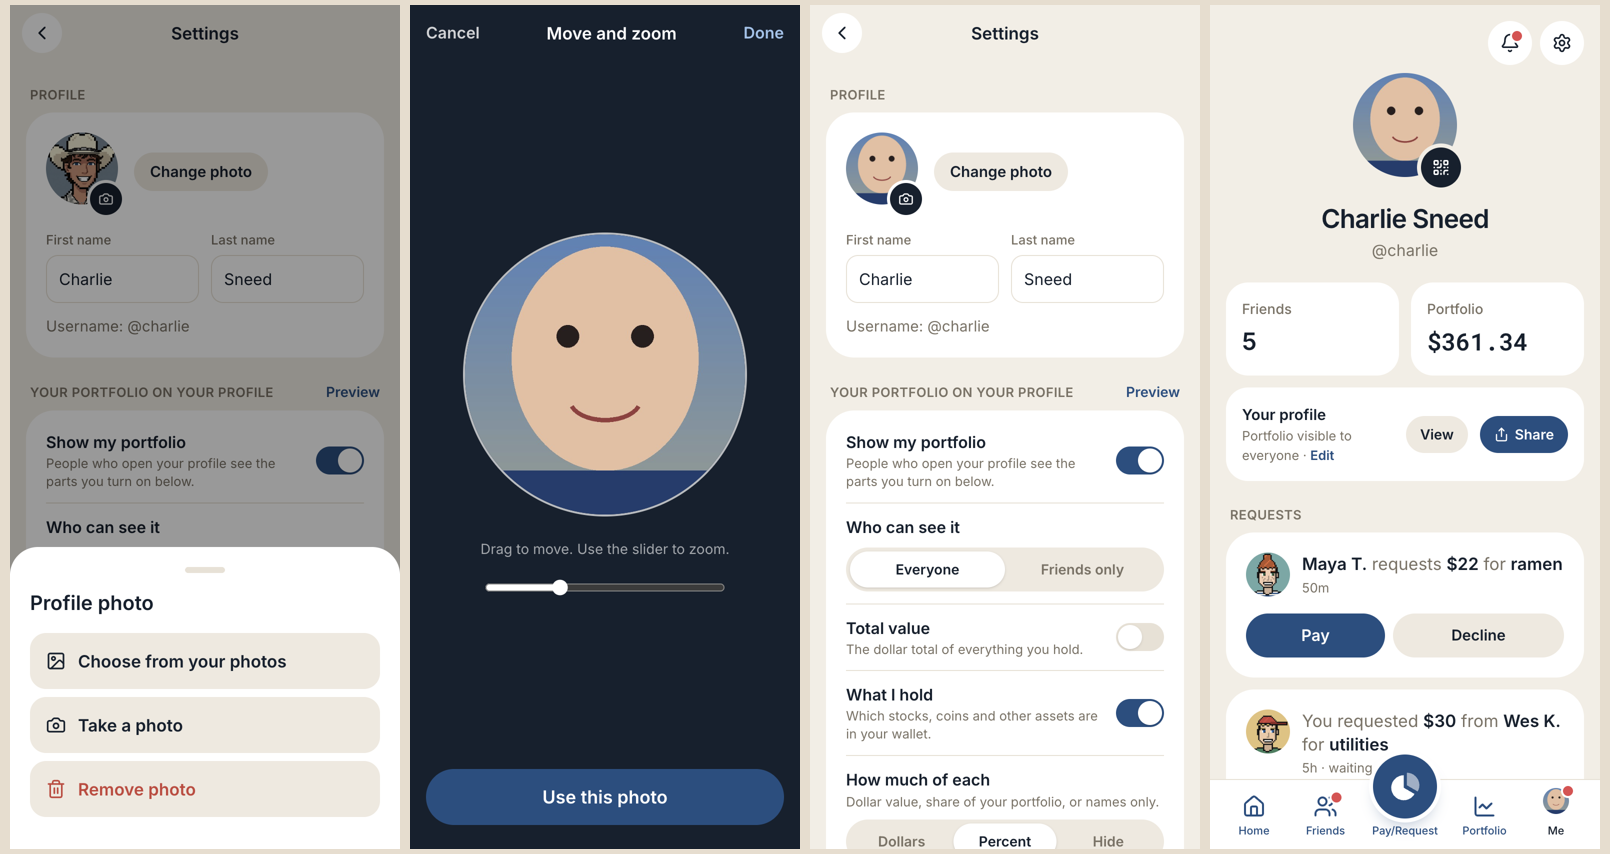 Settings
PROFILE
Change photo
First name
Last name
Charlie
Sneed
Username: @charlie
YOUR PORTFOLIO ON YOUR PROFILE
Preview
Show my portfolio
People who open your profile see the
parts you turn on below.
Who can see it
Profile photo
Choose from your photos
Take a photo
Remove photo
Cancel
Move and zoom
Done
Drag to move. Use the slider to zoom.
Use this photo
Settings
PROFILE
Change photo
First name
Last name
Charlie
Sneed
Username: @charlie
YOUR PORTFOLIO ON YOUR PROFILE
Preview
Show my portfolio
People who open your profile see the
parts you turn on below.
Who can see it
Everyone
Friends only
Total value
The dollar total of everything you hold.
What I hold
Which stocks, coins and other assets are
in your wallet.
How much of each
Dollar value, share of your portfolio, or names only.
Dollars
Percent
Hide
Charlie Sneed
@charlie
Friends
5
Portfolio
$361.34
Your profile
Portfolio visible to
everyone · Edit
View
Share
REQUESTS
Maya T. requests $22 for ramen
50m
Pay
Decline
You requested $30 from Wes K.
for utilities
5h · waiting
Home
Friends
Pay/Request
Portfolio
Me